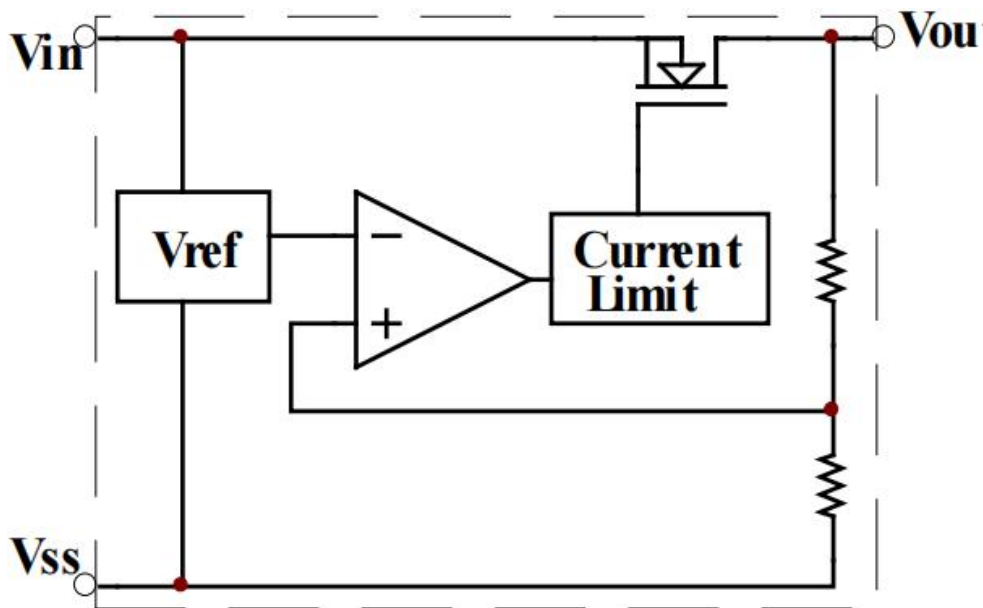 Vin
Vou
Vref
−
+
Current
Limit
Vss